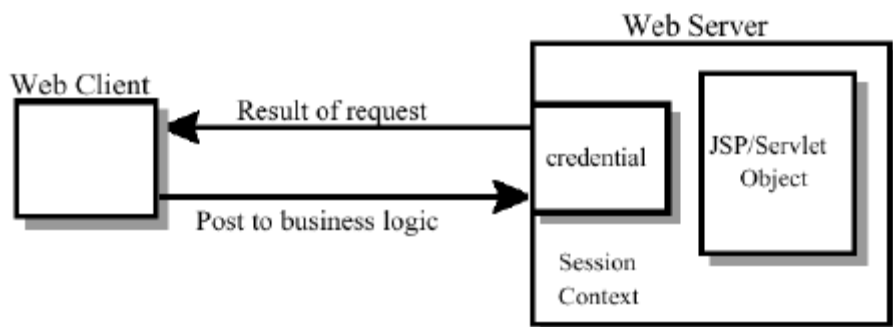 Web Server
Web Client
Result of request
credential
JSP/Servlet
Object
Post to business logic
Session
Context